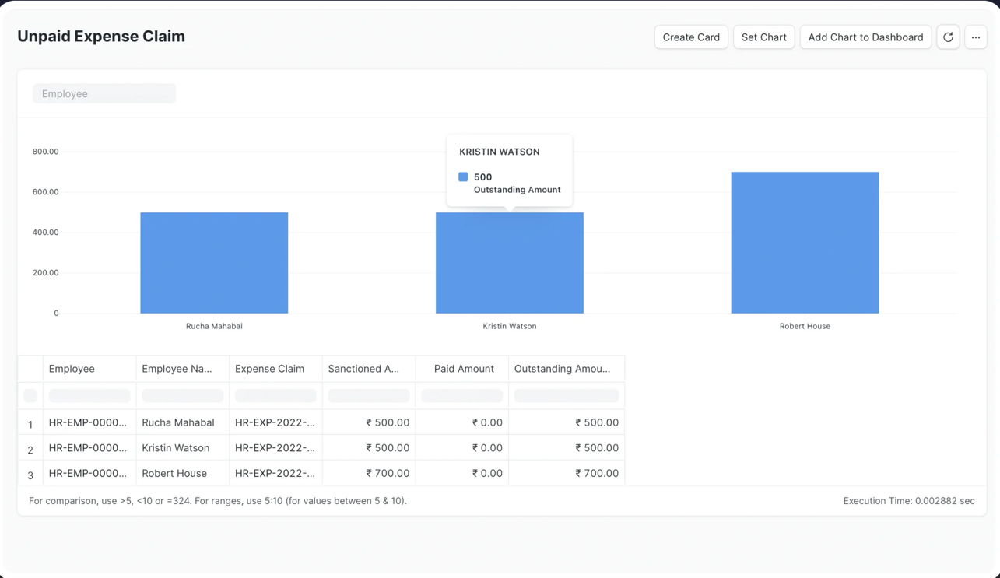 Unpaid Expense Claim
Create Card
Set Chart
Add Chart to Dashboard
...
Employee
800.00
600.00
400.00
200.00
0
KRISTIN WATSON
500
Outstanding Amount
Rucha Mahabal
Kristin Watson
Robert House
Employee Employee Na... Expense Claim Sanctioned A... Paid Amount Outstanding Amou...
1 HR-EMP-0000... Rucha Mahabal HR-EXP-2022-... ₹ 500.00 ₹ 0.00 ₹ 500.00
2 HR-EMP-0000... Kristin Watson HR-EXP-2022-... ₹ 500.00 ₹ 0.00 ₹ 500.00
3 HR-EMP-0000... Robert House HR-EXP-2022-... ₹ 700.00 ₹ 0.00 ₹ 700.00
For comparison, use >5, <10 or =324. For ranges, use 5:10 (for values between 5 & 10).
Execution Time: 0.002882 sec